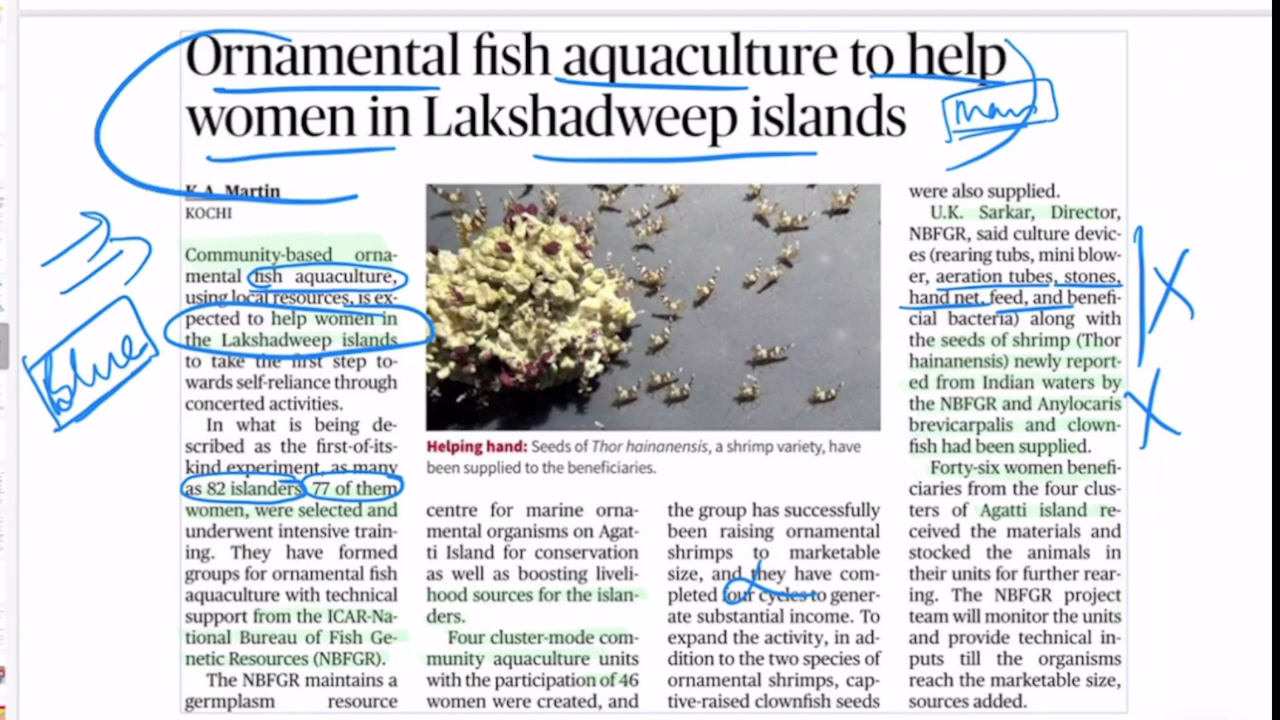 Ornamental fish aquaculture to help
women in Lakshadweep islands
Map
K.A. Martin
KOCHI
Blue
Community-based orna-
mental fish aquaculture,
using local resources, is ex-
pected to help women in
the Lakshadweep islands
to take the first step to-
wards self-reliance through
concerted activities.
In what is being de-
scribed as the first-of-its-
kind experiment, as many
as 82 islanders, 77 of them
women, were selected and
underwent intensive train-
ing. They have formed
groups for ornamental fish
aquaculture with technical
support from the ICAR-Na-
tional Bureau of Fish Ge-
netic Resources (NBFGR).
The NBFGR maintains a
germplasm resource
Helping hand: Seeds of Thor hainanensis, a shrimp variety, have
been supplied to the beneficiaries.
centre for marine orna-
mental organisms on Agat-
ti Island for conservation
as well as boosting liveli-
hood sources for the islan-
ders.
Four cluster-mode com-
munity aquaculture units
with the participation of 46
women were created, and
the group has successfully
been raising ornamental
shrimps to marketable
size, and they have com-
pleted four cycles to gener-
ate substantial income. To
expand the activity, in ad-
dition to the two species of
ornamental shrimps, cap-
tive-raised clownfish seeds
were also supplied.
U.K. Sarkar, Director,
NBFGR, said culture devic-
es (rearing tubs, mini blow-
er, aeration tubes, stones,
hand net, feed, and benefi-
cial bacteria) along with
the seeds of shrimp (Thor
hainanensis) newly report-
ed from Indian waters by
the NBFGR and Anylocaris
brevicarpalis and clown-
fish had been supplied.
Forty-six women benefi-
ciaries from the four clus-
ters of Agatti island re-
ceived the materials and
stocked the animals in
their units for further rear-
ing. The NBFGR project
team will monitor the units
and provide technical in-
puts till the organisms
reach the marketable size,
sources added.